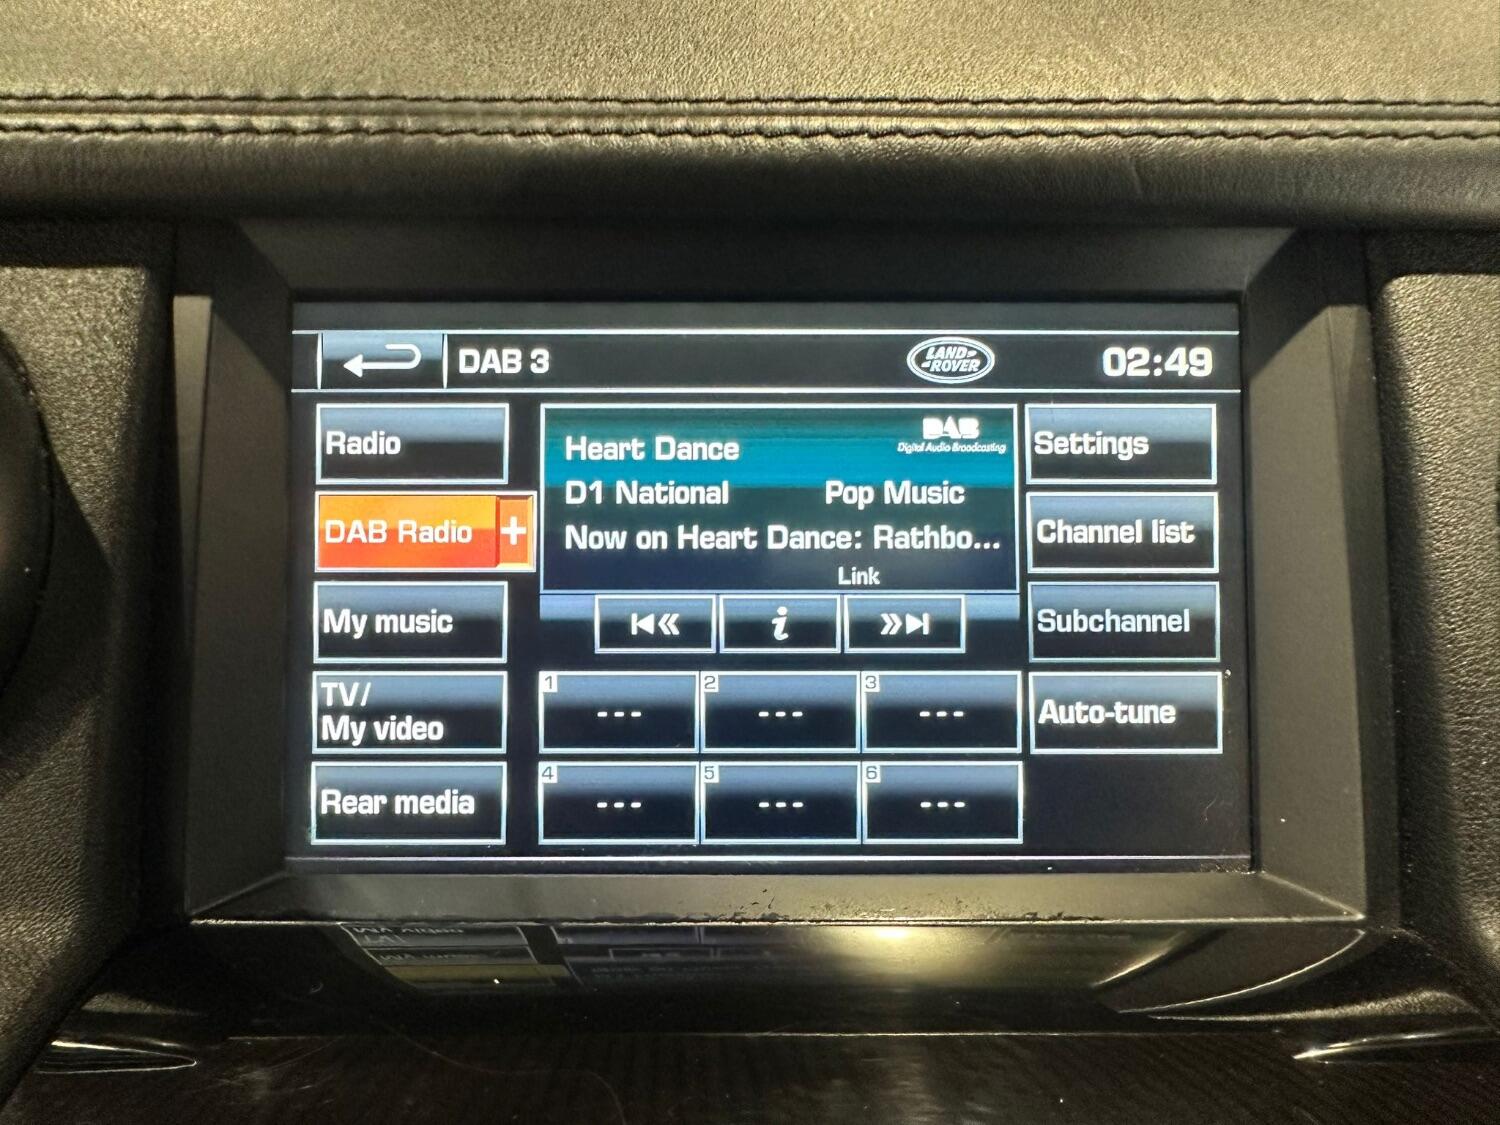 DAB 3
LAND-
-ROVER
02:49
Radio
DAB Radio +
My music
TV/
My video
Rear media
Heart Dance
DAB
Digital Audio Broadcasting
D1 National Pop Music
Now on Heart Dance: Rathbo...
Link
i
1 ---
2 ---
3 ---
4 ---
5 ---
6 ---
Settings
Channel list
Subchannel
Auto-tune